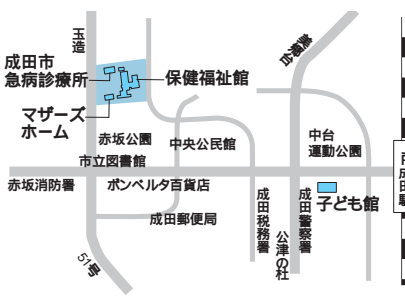 玉造
成田市
急病診療所
保健福祉館
マザーズ
ホーム
赤坂公園
中央公民館
中台
運動公園
市立図書館
赤坂消防署
ボンベルタ百貨店
成田郵便局
成田税務署
公津の杜
成田警察署
子ども館
51号